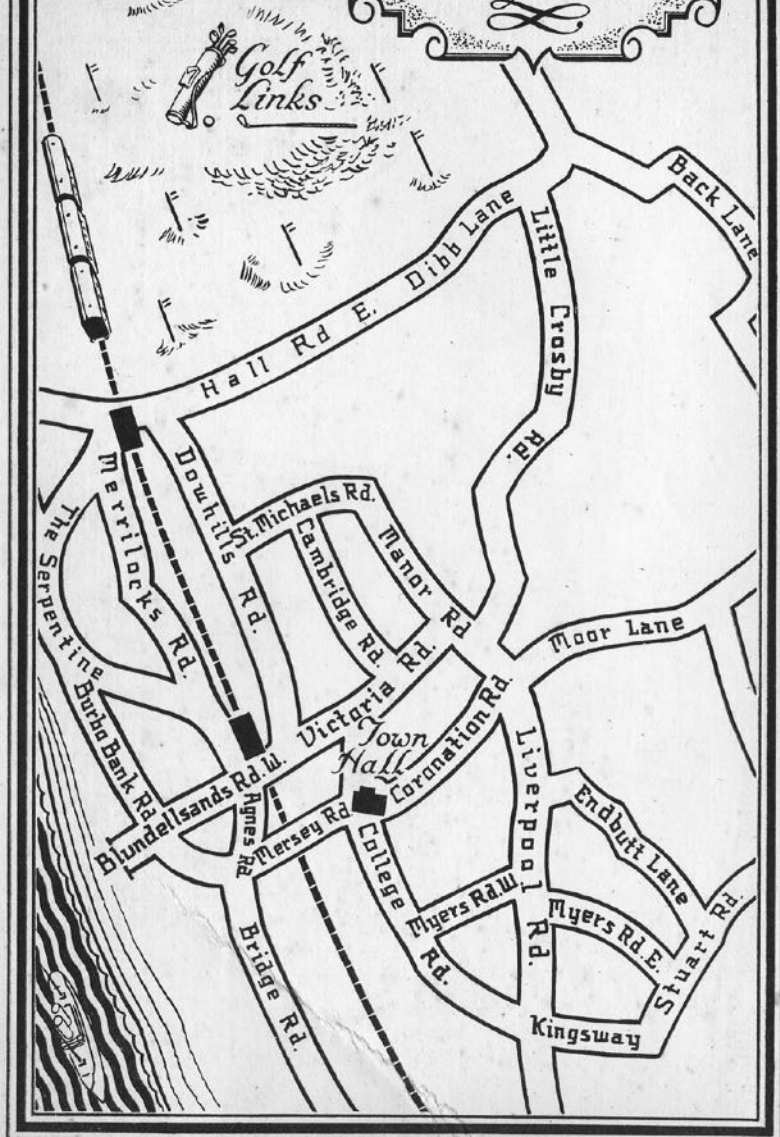 Golf
Links
Back Lane
Hall Rd E. Dibb Lane
Little Crosby Rd.
Merrilocks Rd.
Dowhills Rd.
St. Michaels Rd.
Manor Rd
Cambridge Rd.
The Serpentine
Burbo Bank Rd.
Victoria Rd.
Moor Lane
Town
Hall
Coronation Rd.
Blundellsands Rd. W.
Agnes Rd.
Mersey Rd
College Rd.
Liverpool Rd.
Endbutt Lane
Myers Rd. W.
Myers Rd. E.
Stuart Rd.
Bridge Rd.
Kingsway